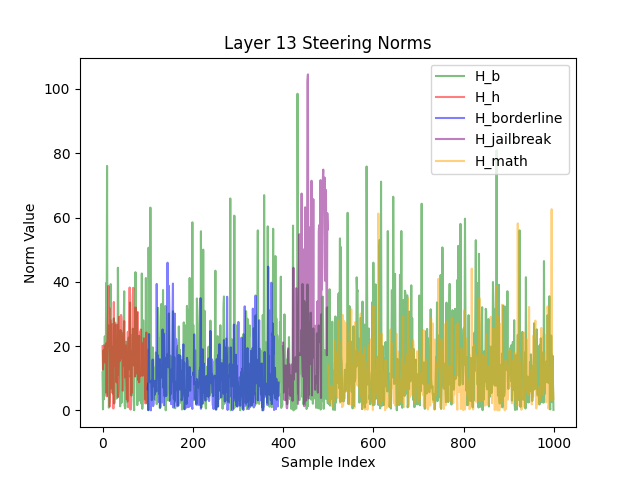 Layer 13 Steering Norms
Norm Value
100
80
60
40
20
0
H_b
H_h
H_borderline
H_jailbreak
H_math
0 200 400 600 800 1000
Sample Index